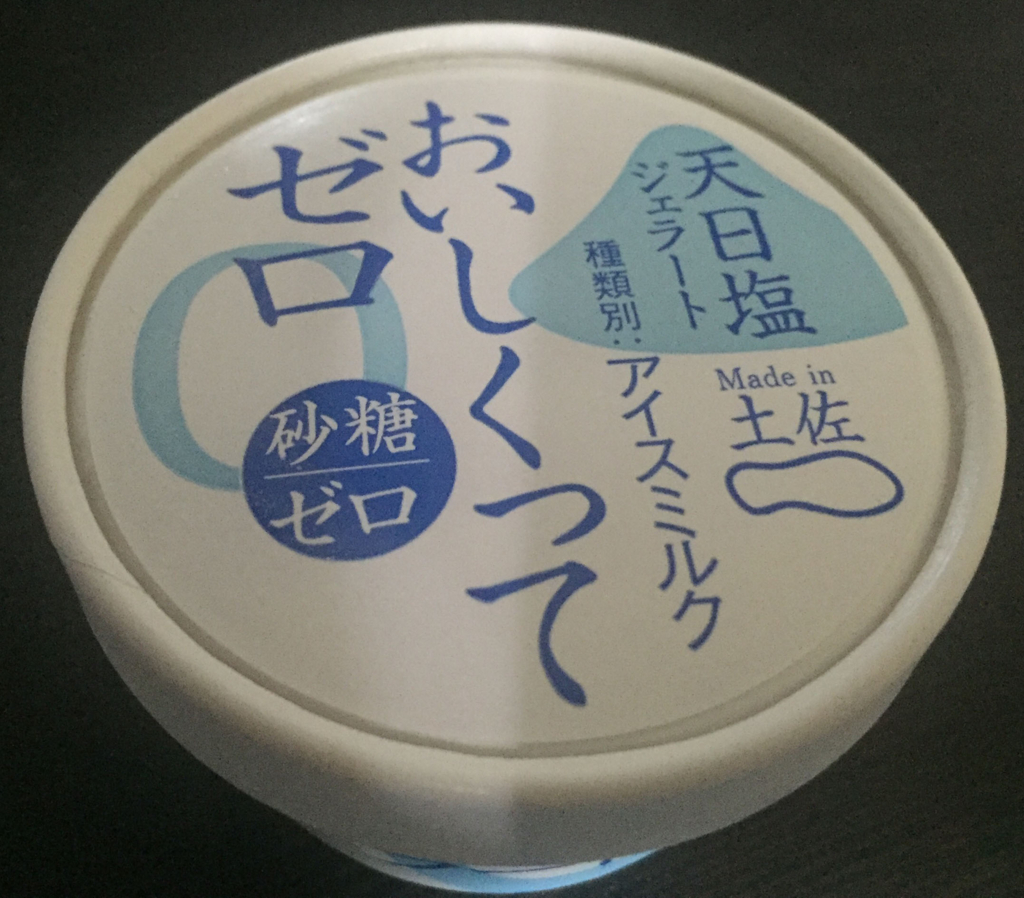 天日塩
ジェラート
種類別:アイスミルク
Made in
土佐
おいしくって
ゼロ
砂糖
ゼロ